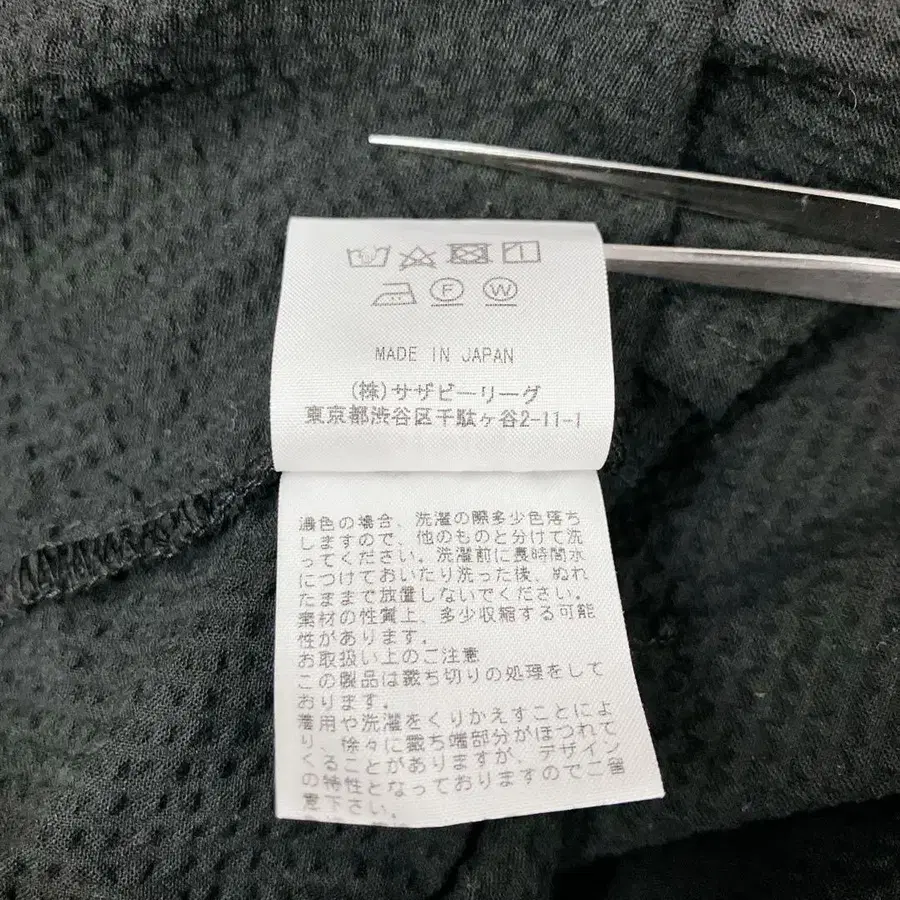 F W
MADE IN JAPAN
(株)サザビーリーグ
東京都渋谷区千駄ヶ谷2-11-1
濃色の場合、洗濯の際多少色落ち
しますので、他のものと分けて洗
ってください。洗濯前に長時間水
につけておいたり洗った後、ぬれ
たままで放置しないでください。
素材の性質上、多少収縮する可能
性があります。
お取扱い上のご注意
この製品は裁ち切りの処理をして
おります。
着用や洗濯をくりかえすことによ
り、徐々に裁ち端部分がほつれて
くることがありますが、デザイン
の特性となっておりますのでご留
意下さい。